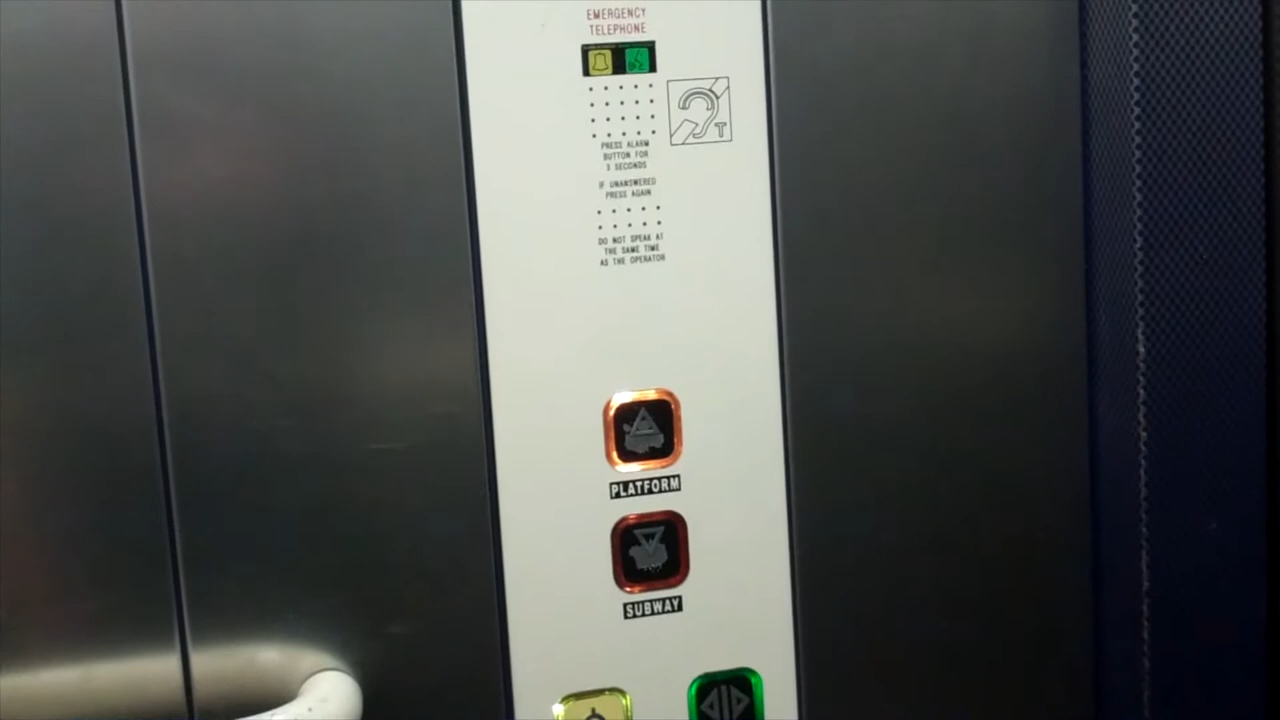 EMERGENCY
TELEPHONE
T
PRESS ALARM
BUTTON FOR
3 SECONDS
IF UNANSWERED
PRESS AGAIN
DO NOT SPEAK AT
THE SAME TIME
AS THE OPERATOR
PLATFORM
SUBWAY